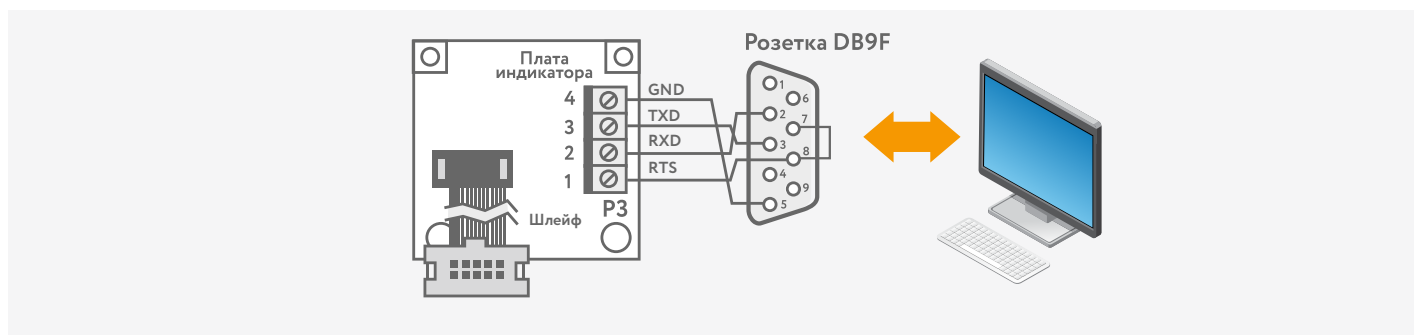 Розетка DB9F
Плата
индикатора
4
GND
3
TXD
2
RXD
1
RTS
P3
Шлейф
1
6
2
7
3
8
4
9
5